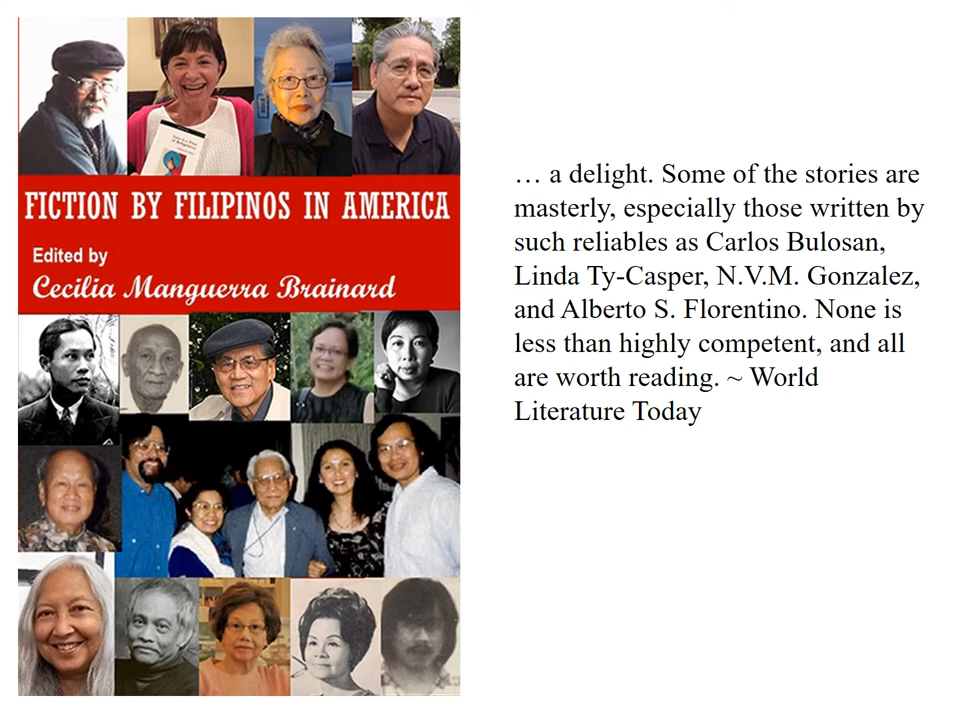 FICTION BY FILIPINOS IN AMERICA
Edited by
Cecilia Manguerra Brainard
… a delight. Some of the stories are
masterly, especially those written by
such reliables as Carlos Bulosan,
Linda Ty-Casper, N.V.M. Gonzalez,
and Alberto S. Florentino. None is
less than highly competent, and all
are worth reading. ~ World
Literature Today